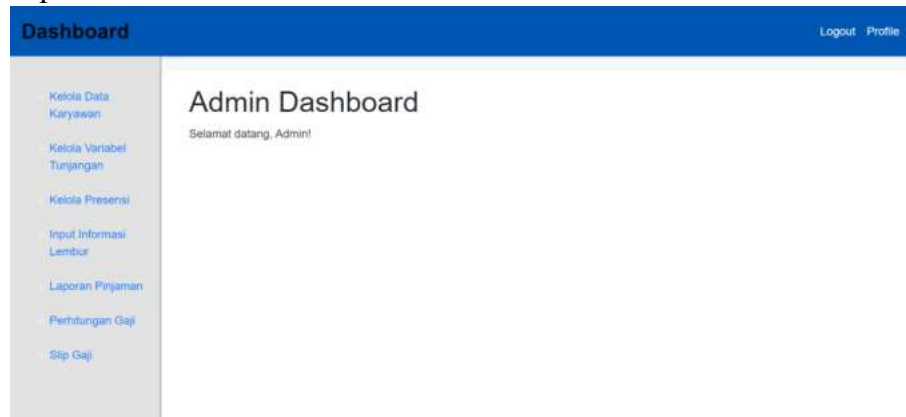 Dashboard
Logout Profile
Kelola Data
Karyawan
Kelola Variabel
Tunjangan
Kelola Presensi
Input Informasi
Lembur
Laporan Pinjaman
Perhitungan Gaji
Slip Gaji
Admin Dashboard
Selamat datang, Admin!